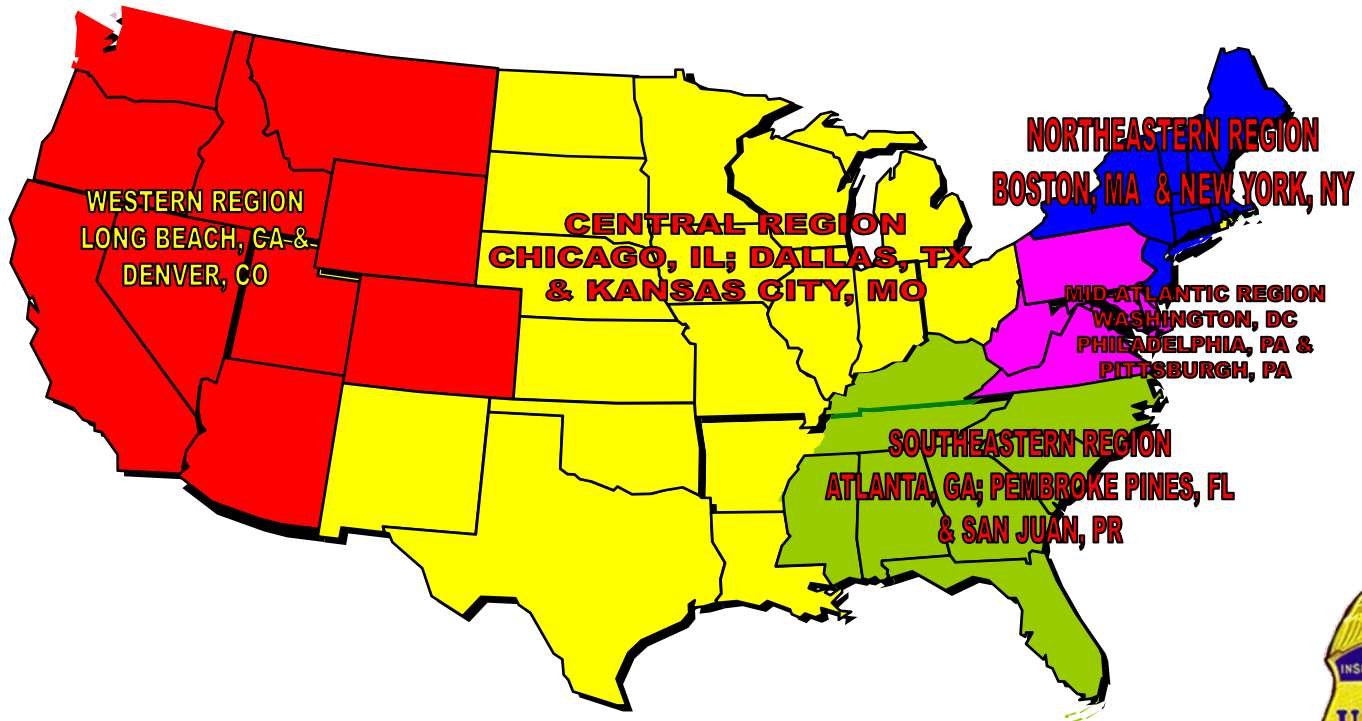 NORTHEASTERN REGION
BOSTON, MA & NEW YORK, NY
WESTERN REGION
LONG BEACH, CA &
DENVER, CO
CENTRAL REGION
CHICAGO, IL; DALLAS, TX
& KANSAS CITY, MO
MID-ATLANTIC REGION
WASHINGTON, DC
PHILADELPHIA, PA &
PITTSBURGH, PA
SOUTHEASTERN REGION
ATLANTA, GA; PEMBROKE PINES, FL
& SAN JUAN, PR